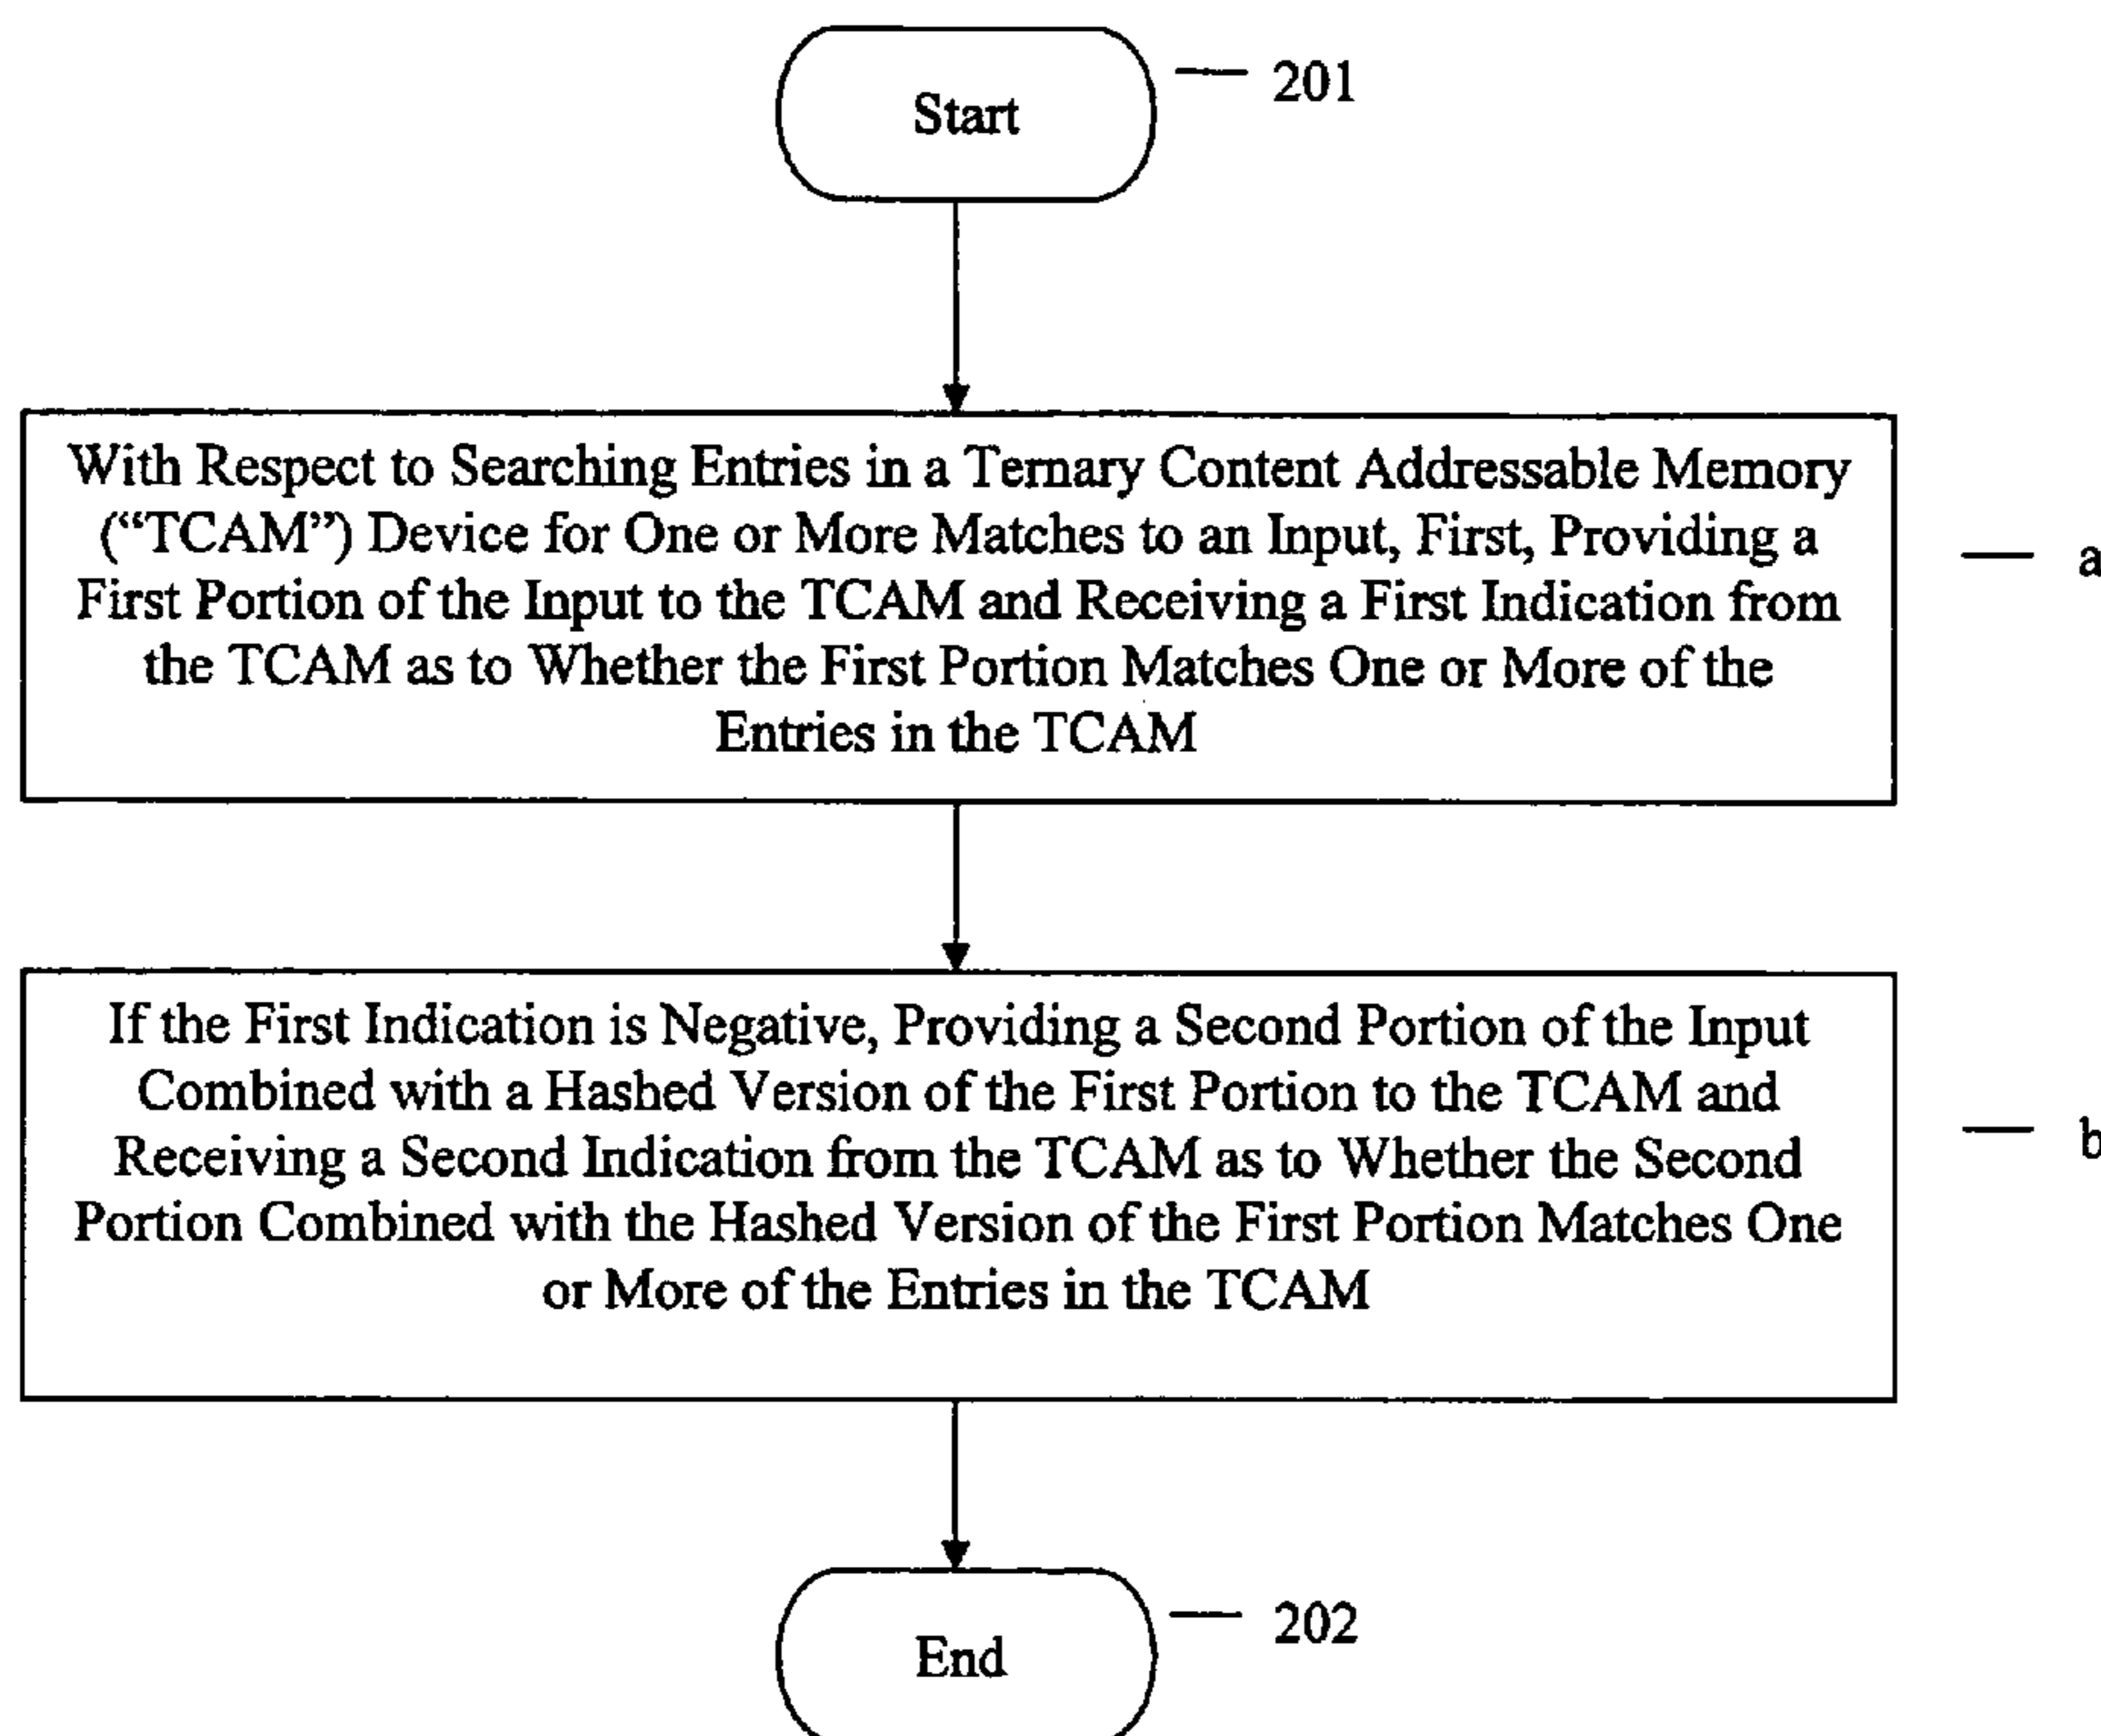 Start
201
With Respect to Searching Entries in a Ternary Content Addressable Memory
(“TCAM”) Device for One or More Matches to an Input, First, Providing a
First Portion of the Input to the TCAM and Receiving a First Indication from
the TCAM as to Whether the First Portion Matches One or More of the
Entries in the TCAM
a
If the First Indication is Negative, Providing a Second Portion of the Input
Combined with a Hashed Version of the First Portion to the TCAM and
Receiving a Second Indication from the TCAM as to Whether the Second
Portion Combined with the Hashed Version of the First Portion Matches One
or More of the Entries in the TCAM
b
End
202